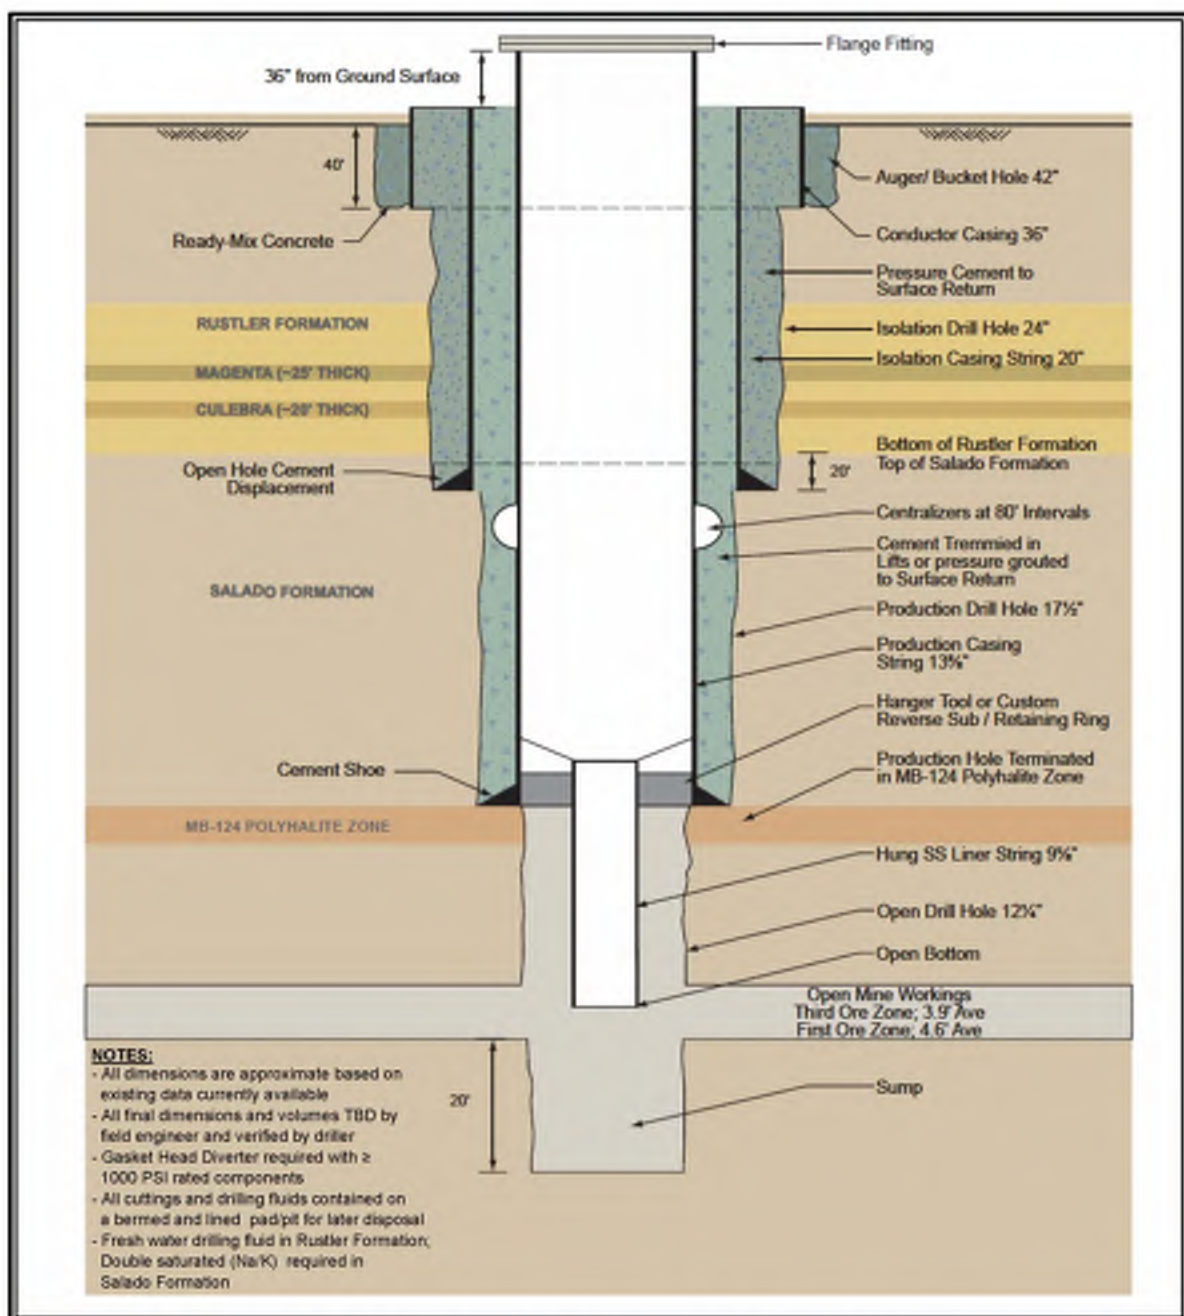 Flange Fitting
36" from Ground Surface
40'
Auger/ Bucket Hole 42"
Ready-Mix Concrete
Conductor Casing 36"
Pressure Cement to
Surface Return
RUSTLER FORMATION
Isolation Drill Hole 24"
Isolation Casing String 20"
MAGENTA (~25' THICK)
CULEBRA (~20' THICK)
Bottom of Rustler Formation
Top of Salado Formation
20'
Open Hole Cement
Displacement
Centralizers at 80' Intervals
Cement Tremmied in
Lifts or pressure grouted
to Surface Return
SALADO FORMATION
Production Drill Hole 17½"
Production Casing
String 13⅝"
Hanger Tool or Custom
Reverse Sub / Retaining Ring
Cement Shoe
Production Hole Terminated
in MB-124 Polyhalite Zone
MB-124 POLYHALITE ZONE
Hung SS Liner String 9⅝"
Open Drill Hole 12¼"
Open Bottom
Open Mine Workings
Third Ore Zone; 3.9' Ave
First Ore Zone; 4.6' Ave
NOTES:
- All dimensions are approximate based on
existing data currently available
- All final dimensions and volumes TBD by
field engineer and verified by driller
- Gasket Head Diverter required with ≥
1000 PSI rated components
- All cuttings and drilling fluids contained on
a bermed and lined pad/pit for later disposal
- Fresh water drilling fluid in Rustler Formation;
Double saturated (Na/K) required in
Salado Formation
20'
Sump